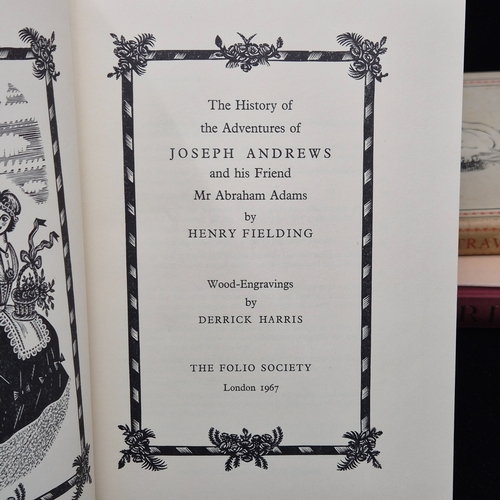 The History of
the Adventures of
JOSEPH ANDREWS
and his Friend
Mr Abraham Adams
by
HENRY FIELDING
Wood-Engravings
by
DERRICK HARRIS
THE FOLIO SOCIETY
London 1967